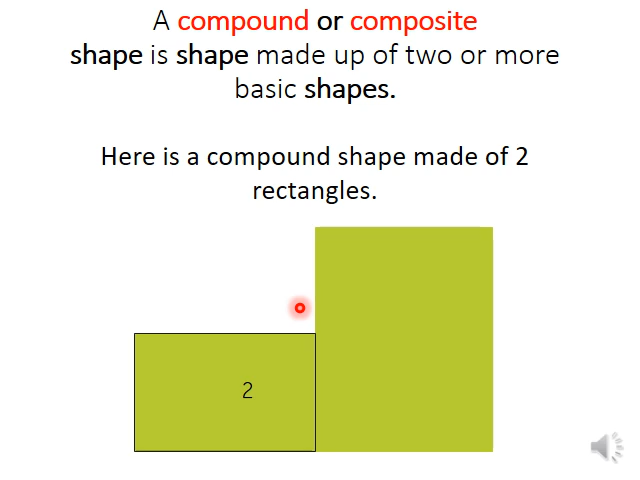 A compound or composite
shape is shape made up of two or more
basic shapes.
Here is a compound shape made of 2
rectangles.
2